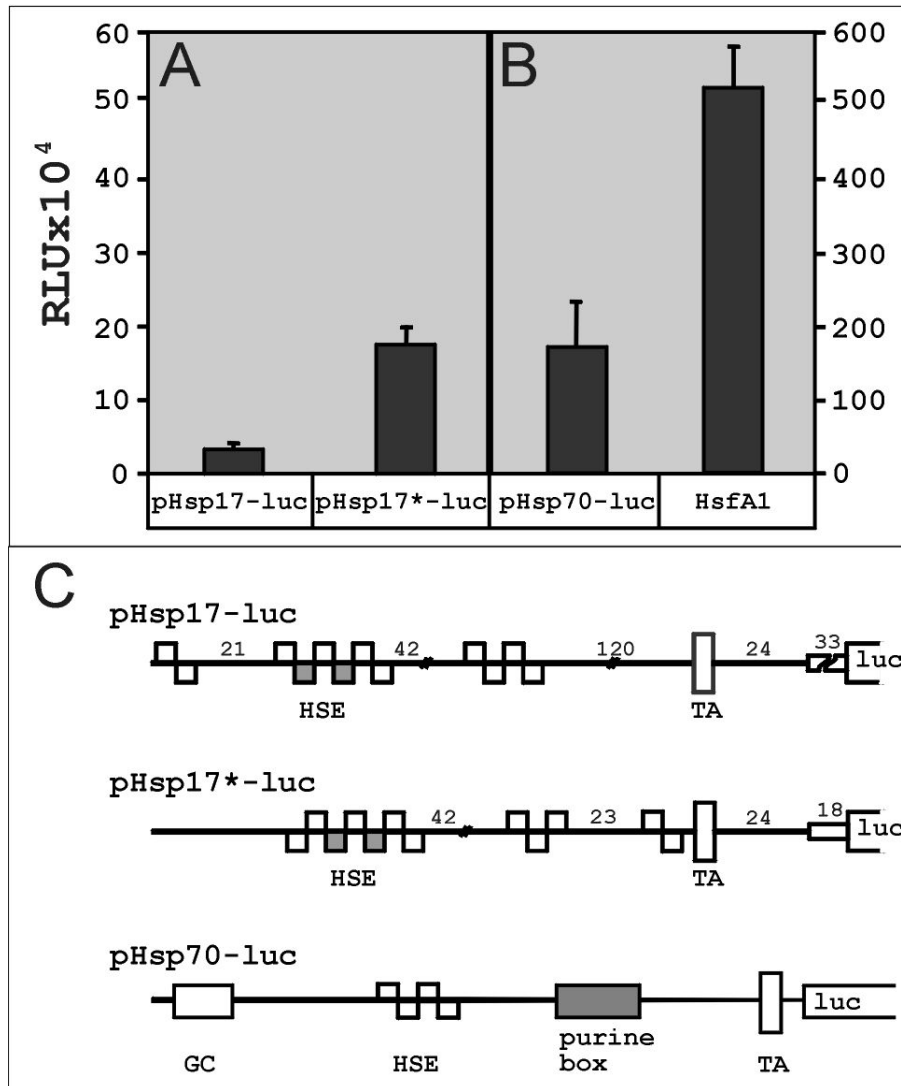 A B
RLUx10⁴
60 600
50 500
40 400
30 300
20 200
10 100
0 0
pHsp17-luc pHsp17*-luc pHsp70-luc HsfA1
C
pHsp17-luc
21 42 120 24 33
luc
HSE TA
pHsp17*-luc
42 23 24 18
luc
HSE TA
pHsp70-luc
luc
GC HSE purine TA
box